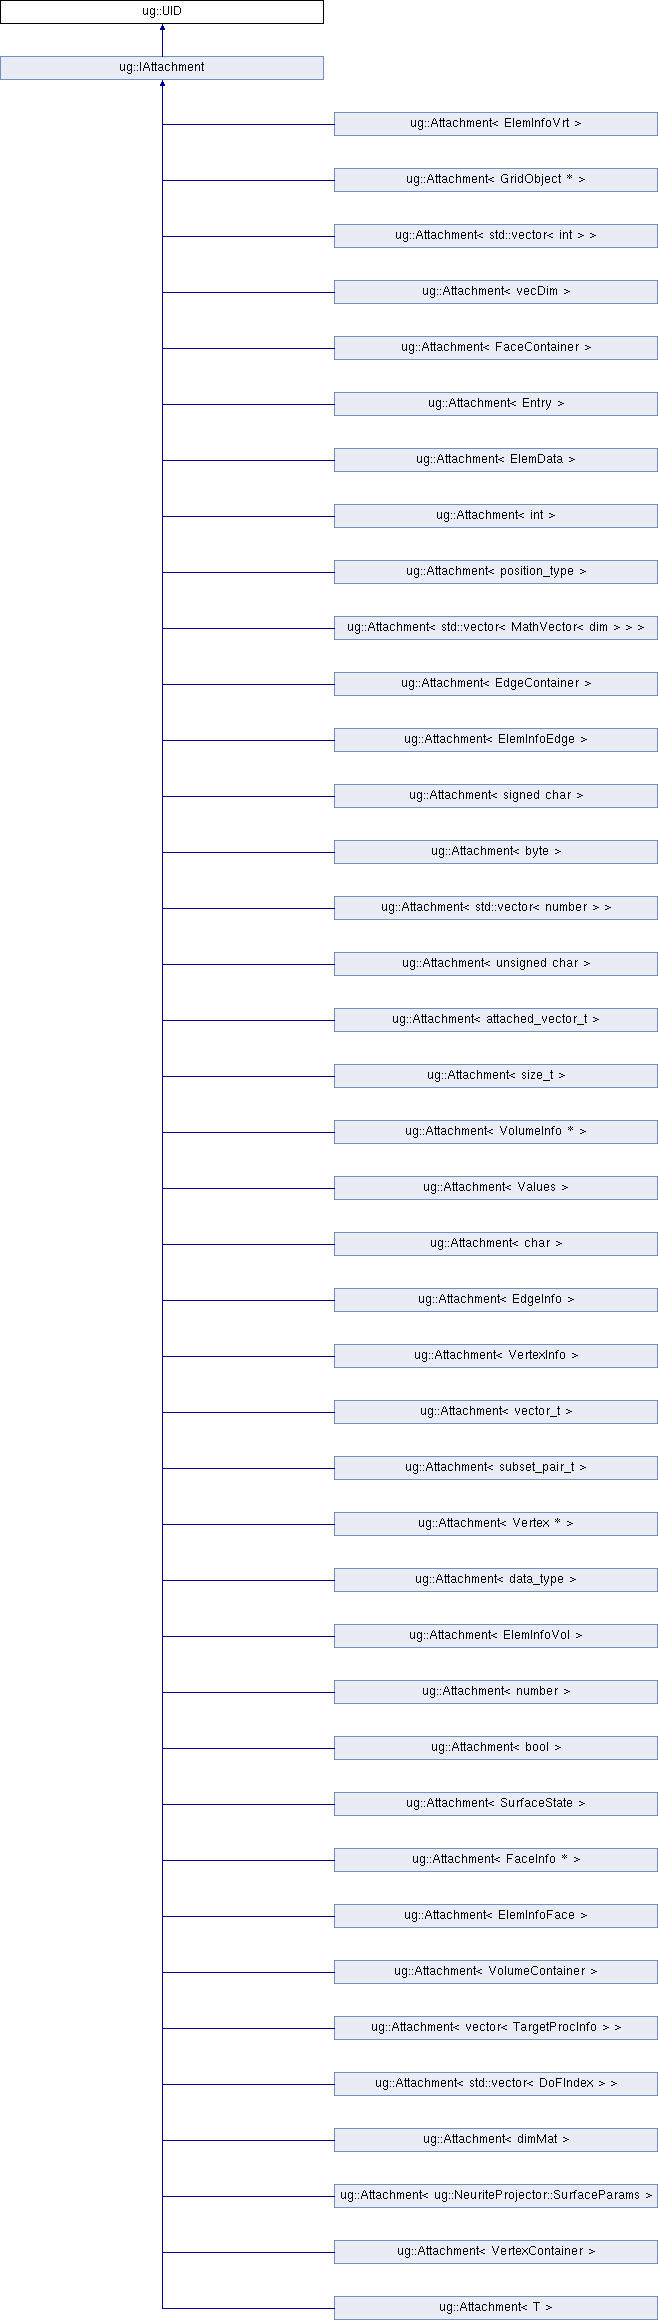 ug::UID
ug::IAttachment
ug::Attachment< ElemInfoVrt >
ug::Attachment< GridObject * >
ug::Attachment< std::vector< int > >
ug::Attachment< vecDim >
ug::Attachment< FaceContainer >
ug::Attachment< Entry >
ug::Attachment< ElemData >
ug::Attachment< int >
ug::Attachment< position_type >
ug::Attachment< std::vector< MathVector< dim > > >
ug::Attachment< EdgeContainer >
ug::Attachment< ElemInfoEdge >
ug::Attachment< signed char >
ug::Attachment< byte >
ug::Attachment< std::vector< number > >
ug::Attachment< unsigned char >
ug::Attachment< attached_vector_t >
ug::Attachment< size_t >
ug::Attachment< VolumeInfo * >
ug::Attachment< Values >
ug::Attachment< char >
ug::Attachment< EdgeInfo >
ug::Attachment< VertexInfo >
ug::Attachment< vector_t >
ug::Attachment< subset_pair_t >
ug::Attachment< Vertex * >
ug::Attachment< data_type >
ug::Attachment< ElemInfoVol >
ug::Attachment< number >
ug::Attachment< bool >
ug::Attachment< SurfaceState >
ug::Attachment< FaceInfo * >
ug::Attachment< ElemInfoFace >
ug::Attachment< VolumeContainer >
ug::Attachment< vector< TargetProcInfo > >
ug::Attachment< std::vector< DoFIndex > >
ug::Attachment< dimMat >
ug::Attachment< ug::NeuriteProjector::SurfaceParams >
ug::Attachment< VertexContainer >
ug::Attachment< T >